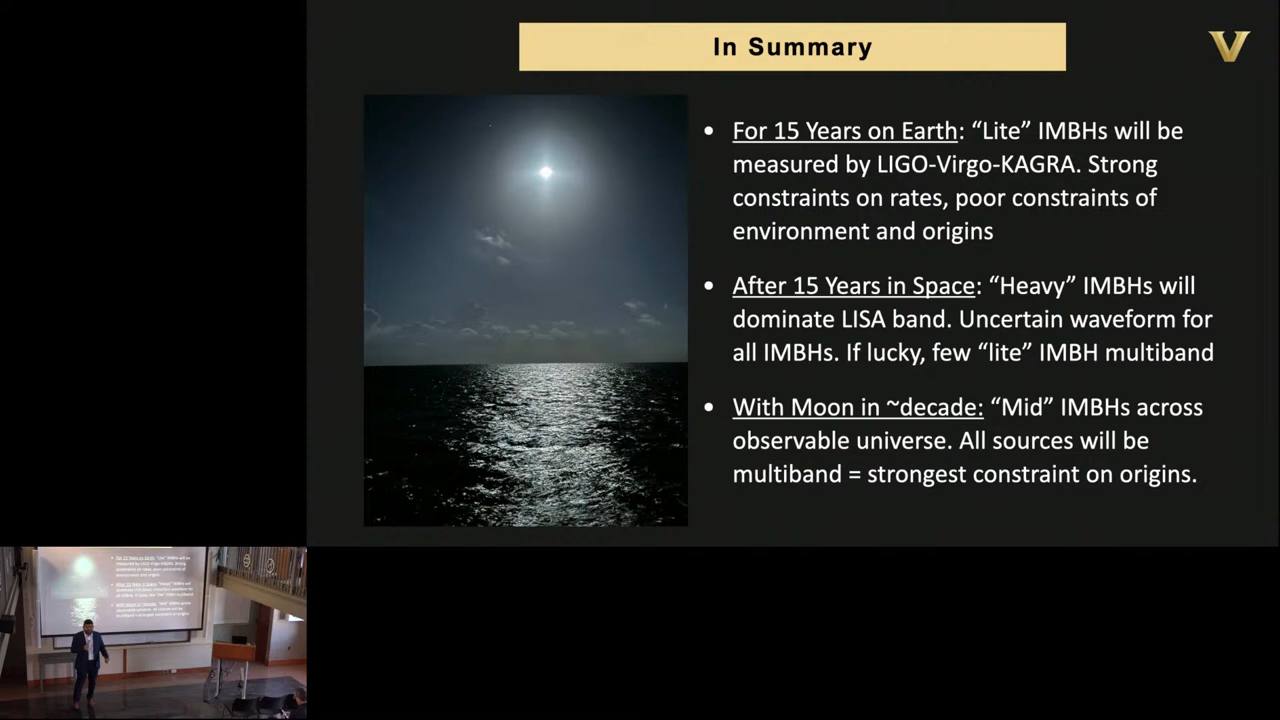 In Summary
V
• For 15 Years on Earth: “Lite” IMBHs will be
measured by LIGO-Virgo-KAGRA. Strong
constraints on rates, poor constraints of
environment and origins
• After 15 Years in Space: “Heavy” IMBHs will
dominate LISA band. Uncertain waveform for
all IMBHs. If lucky, few “lite” IMBH multiband
• With Moon in ~decade: “Mid” IMBHs across
observable universe. All sources will be
multiband = strongest constraint on origins.